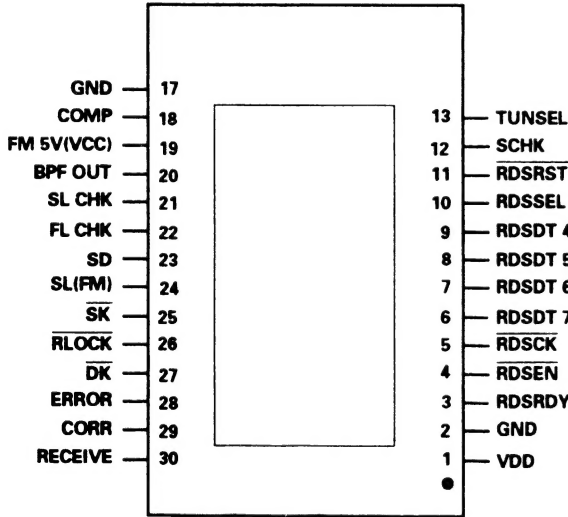 GND 17
COMP 18 13 TUNSEL
FM 5V(VCC) 19 12 SCHK
BPF OUT 20 11 RDSRST
SL CHK 21 10 RDSSEL
FL CHK 22 9 RDSDT 4
SD 23 8 RDSDT 5
SL(FM) 24 7 RDSDT 6
SK 25 6 RDSDT 7
RLOCK 26 5 RDSCK
DK 27 4 RDSEN
ERROR 28 3 RDSRDY
CORR 29 2 GND
RECEIVE 30 1 VDD